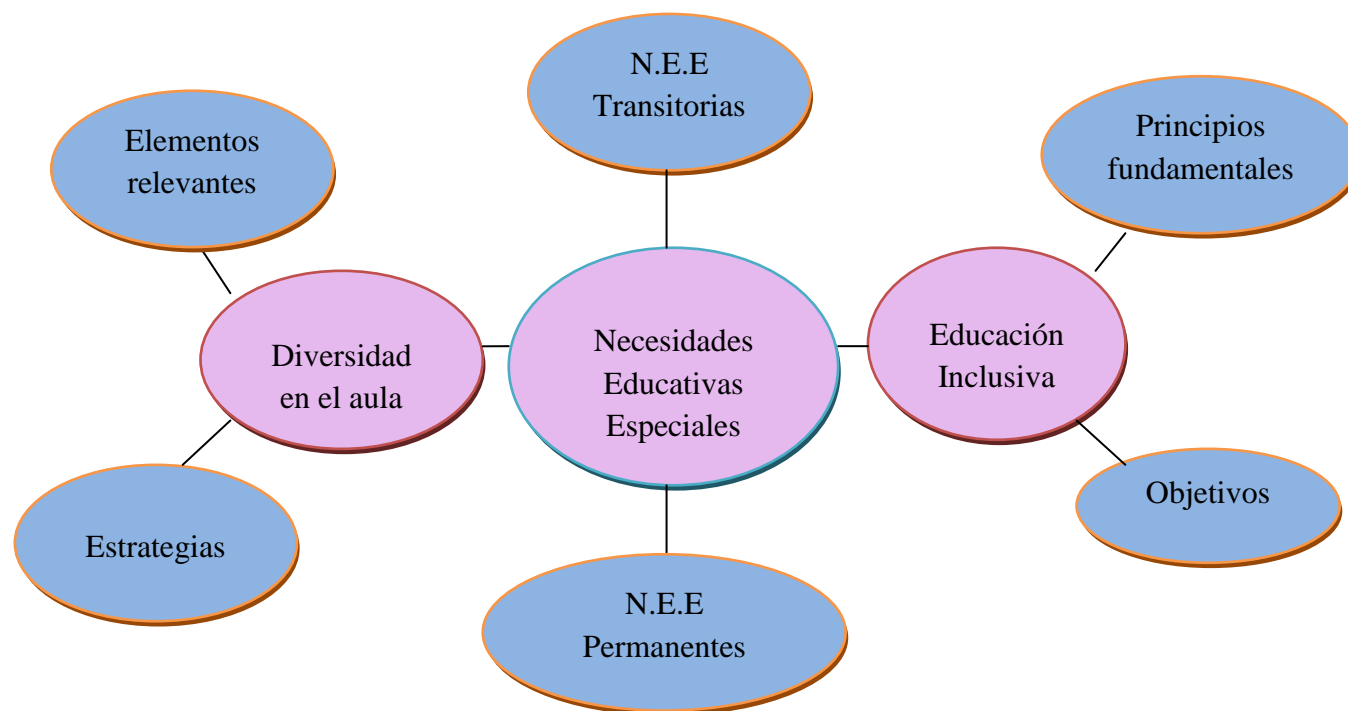 N.E.E
Transitorias
Elementos
relevantes
Principios
fundamentales
Diversidad
en el aula
Necesidades
Educativas
Especiales
Educación
Inclusiva
Estrategias
Objetivos
N.E.E
Permanentes